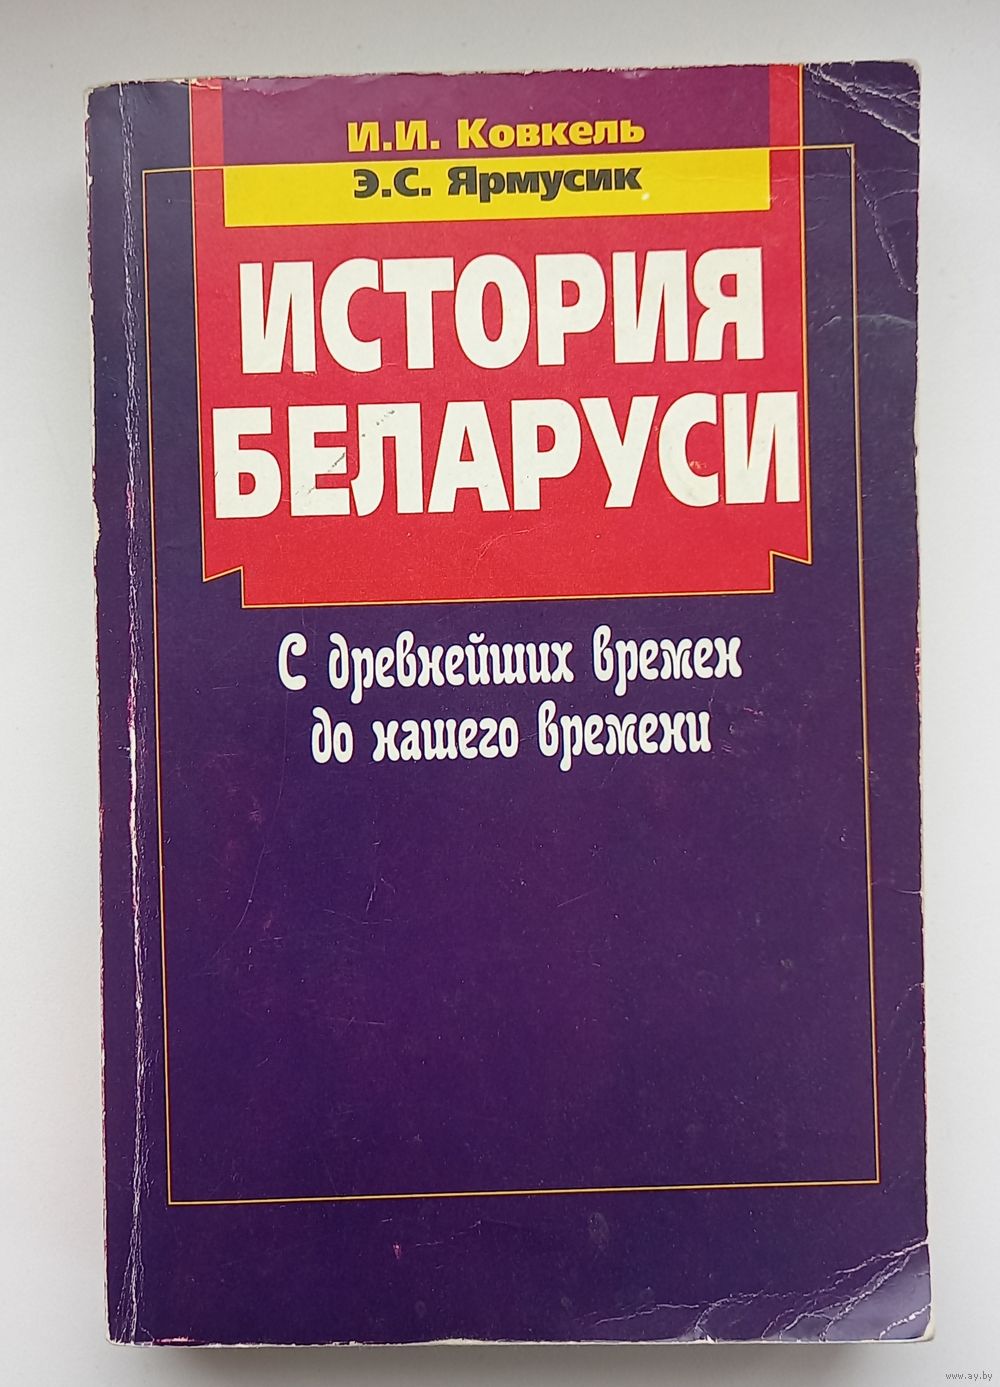 И.И. Ковкель
Э.С. Ярмусик
ИСТОРИЯ
БЕЛАРУСИ
С древнейших времен
до нашего времени
www.ay.by